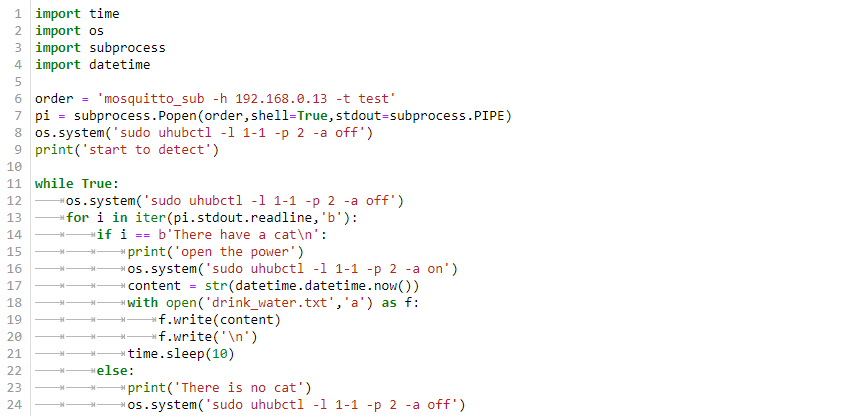 1 import time
2 import os
3 import subprocess
4 import datetime
5
6 order = 'mosquitto_sub -h 192.168.0.13 -t test'
7 pi = subprocess.Popen(order,shell=True,stdout=subprocess.PIPE)
8 os.system('sudo uhubctl -l 1-1 -p 2 -a off')
9 print('start to detect')
10
11 while True:
12 os.system('sudo uhubctl -l 1-1 -p 2 -a off')
13 for i in iter(pi.stdout.readline,'b'):
14 if i == b'There have a cat\n':
15 print('open the power')
16 os.system('sudo uhubctl -l 1-1 -p 2 -a on')
17 content = str(datetime.datetime.now())
18 with open('drink_water.txt','a') as f:
19 f.write(content)
20 f.write('\n')
21 time.sleep(10)
22 else:
23 print('There is no cat')
24 os.system('sudo uhubctl -l 1-1 -p 2 -a off')